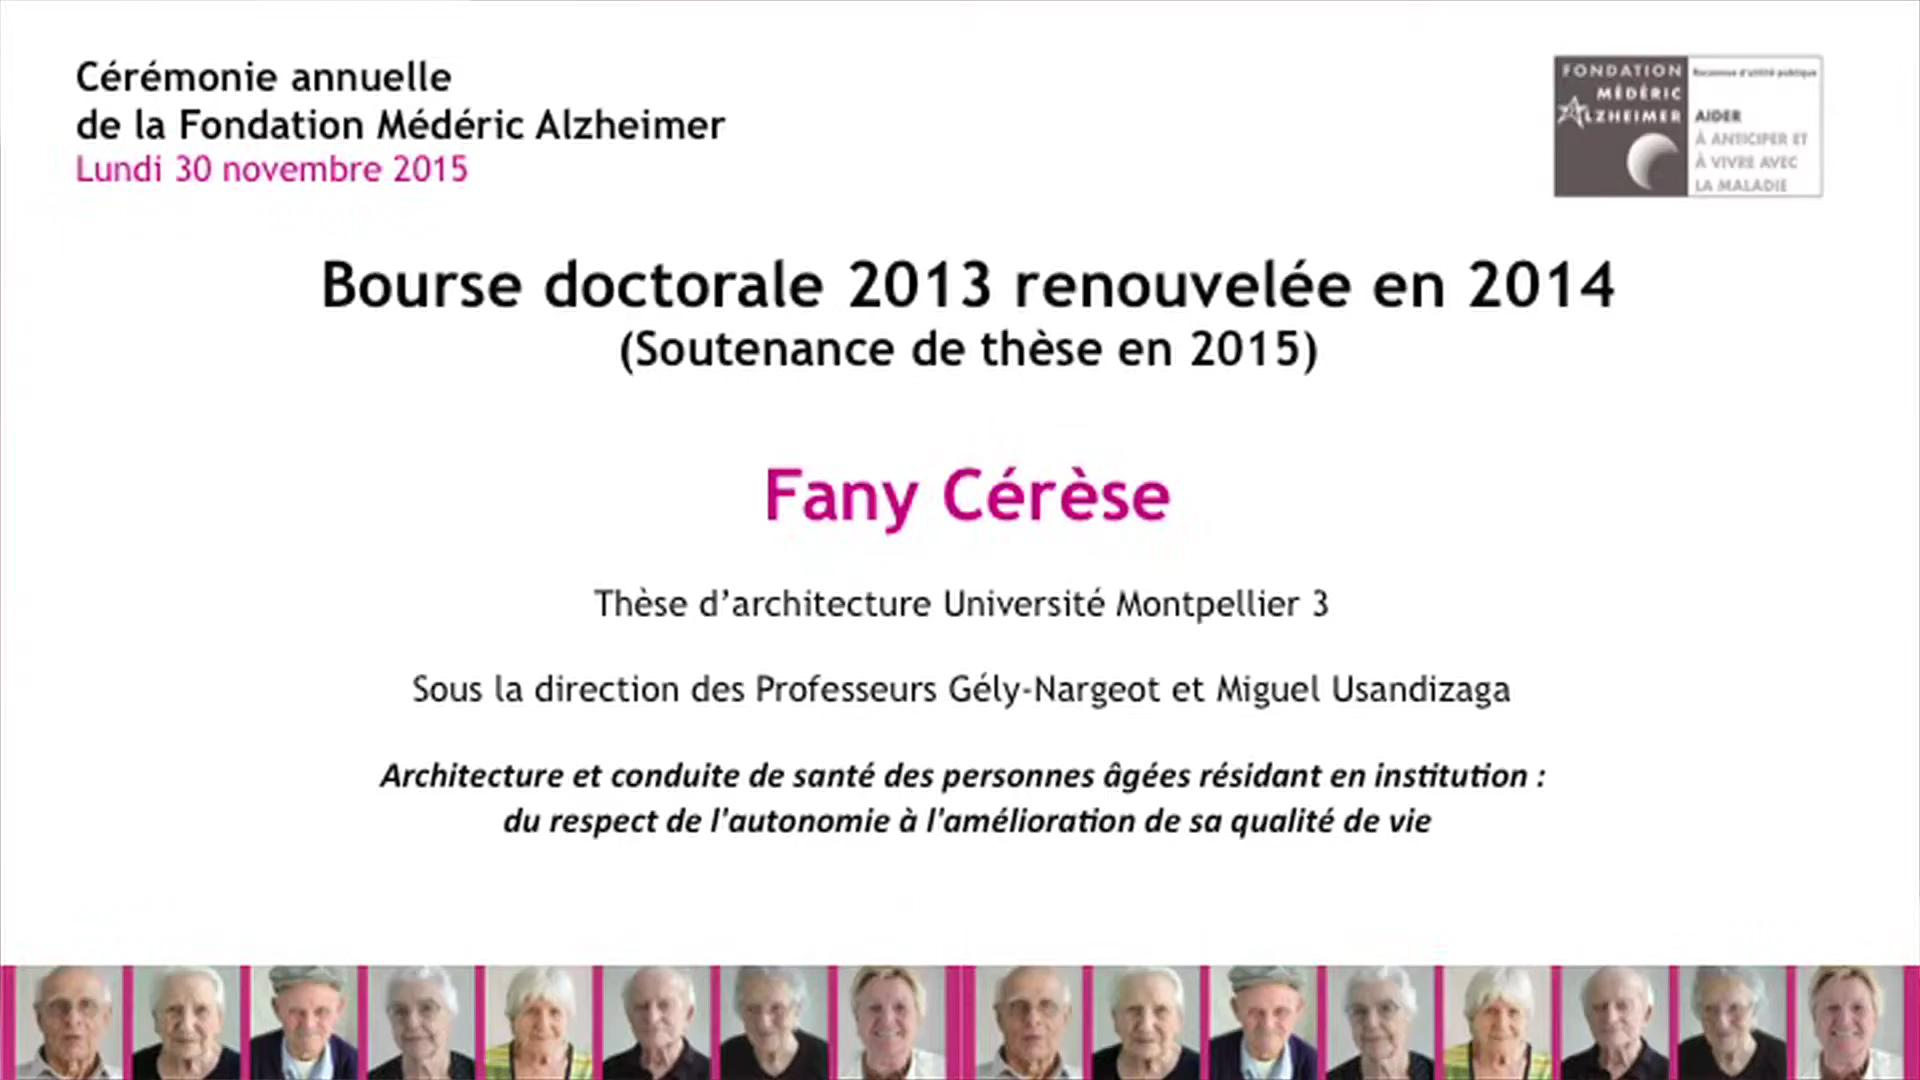 Cérémonie annuelle
de la Fondation Médéric Alzheimer
Lundi 30 novembre 2015
FONDATION
MÉDÉRIC
ALZHEIMER
Reconnue d'utilité publique
AIDER
À ANTICIPER ET
À VIVRE AVEC
LA MALADIE
Bourse doctorale 2013 renouvelée en 2014
(Soutenance de thèse en 2015)
Fany Cérèse
Thèse d’architecture Université Montpellier 3
Sous la direction des Professeurs Gély-Nargeot et Miguel Usandizaga
Architecture et conduite de santé des personnes âgées résidant en institution :
du respect de l'autonomie à l'amélioration de sa qualité de vie